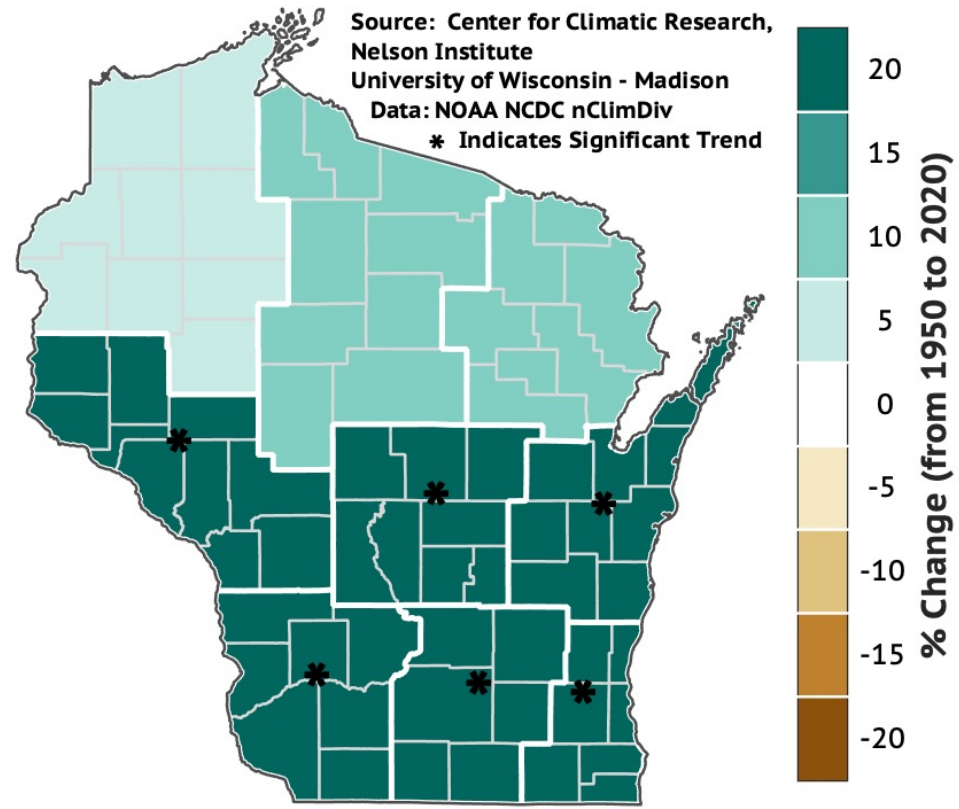 Source: Center for Climatic Research,
Nelson Institute
University of Wisconsin - Madison
Data: NOAA NCDC nClimDiv
* Indicates Significant Trend
20
15
10
5
0
-5
-10
-15
-20
% Change (from 1950 to 2020)